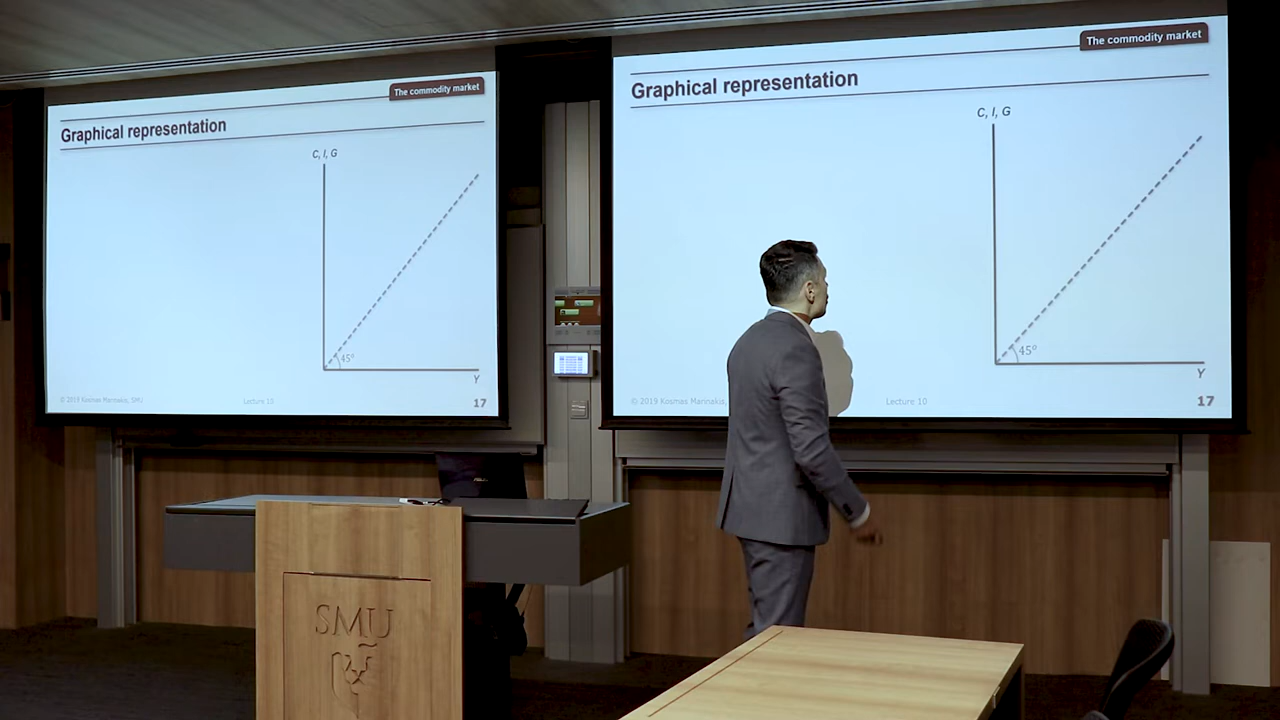 The commodity market
Graphical representation
C, I, G
45°
Y
© 2019 Kosmas Marinakis, SMU
Lecture 10
17
The commodity market
Graphical representation
C, I, G
45°
Y
© 2019 Kosmas Marinakis,
Lecture 10
17
SMU